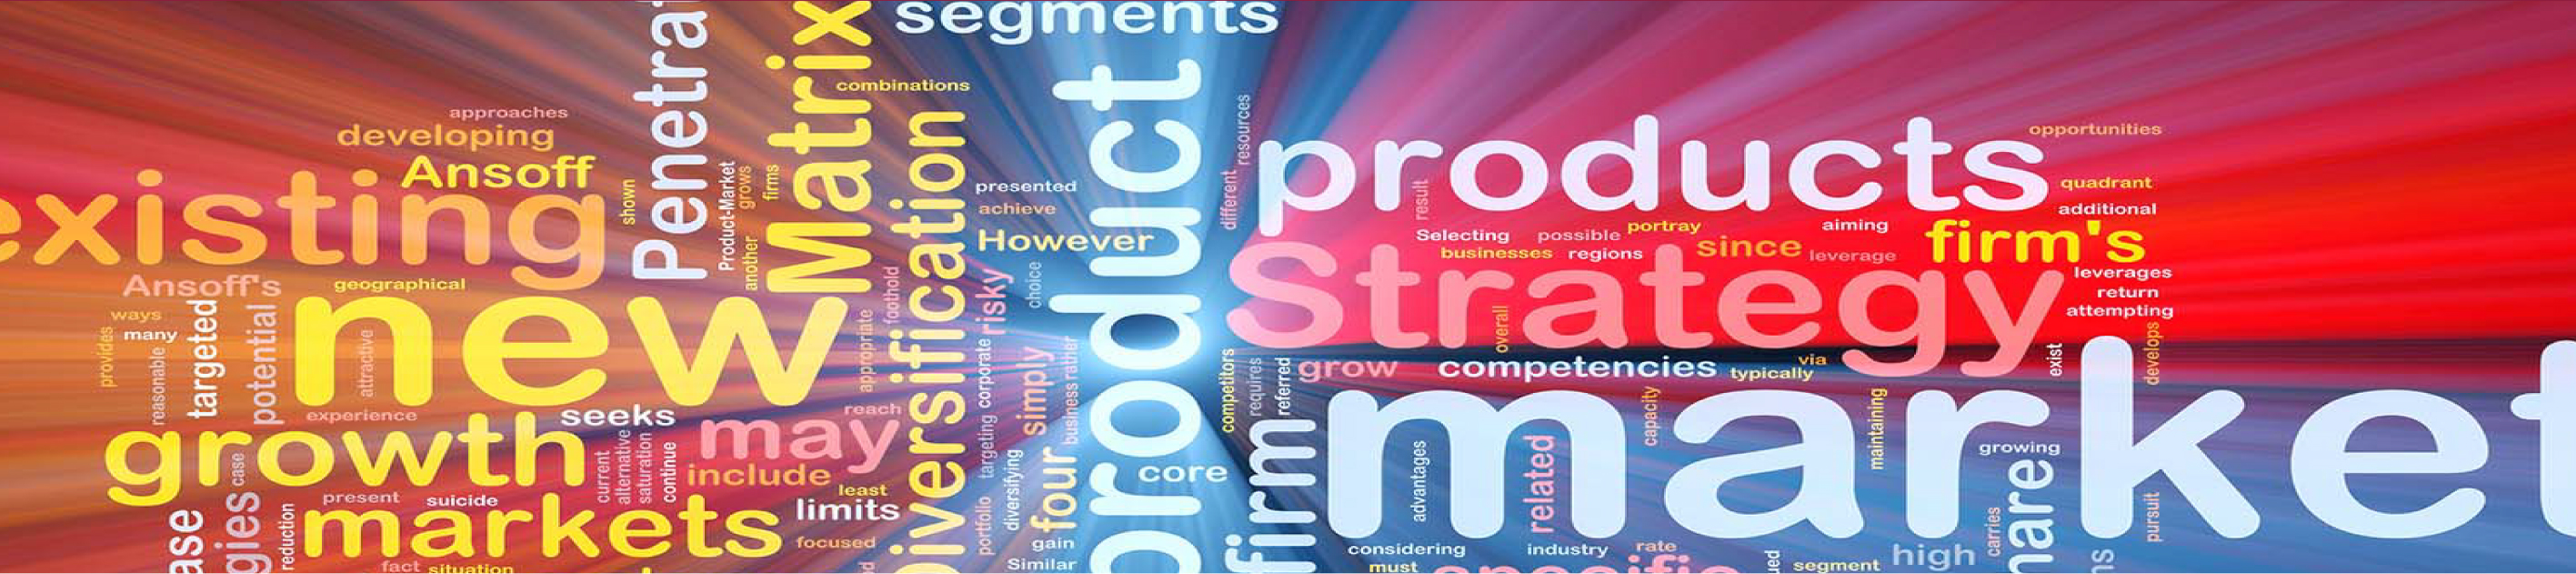 segments
Penetra
Matrix
combinations
approaches
developing
Ansoff
existing
shown
Product-Market
grows
another
firms
diversification
presented
achieve
However
product
different
resources
products
opportunities
quadrant
additional
result
Selecting
possible
portray
aiming
firm's
businesses
regions
since
leverage
Strategy
leverages
return
attempting
Ansoff's
geographical
new
ways
many
provides
reasonable
targeted
potential
attractive
appropriate
foothold
risky
choice
corporate
targeting
simply
rather
business
competitors
requires
referred
grow
overall
competencies
via
typically
exist
develops
market
experience
seeks
growth
may
reach
include
least
limits
case
current
alternative
saturation
continue
core
four
diversifying
portfolio
firm
advantages
related
capacity
maintaining
growing
pursuit
carries
present
suicide
markets
reduction
focused
gain
Similar
considering
industry
rate
must
specific
segment
high
fact
situation
ase
gies
hare